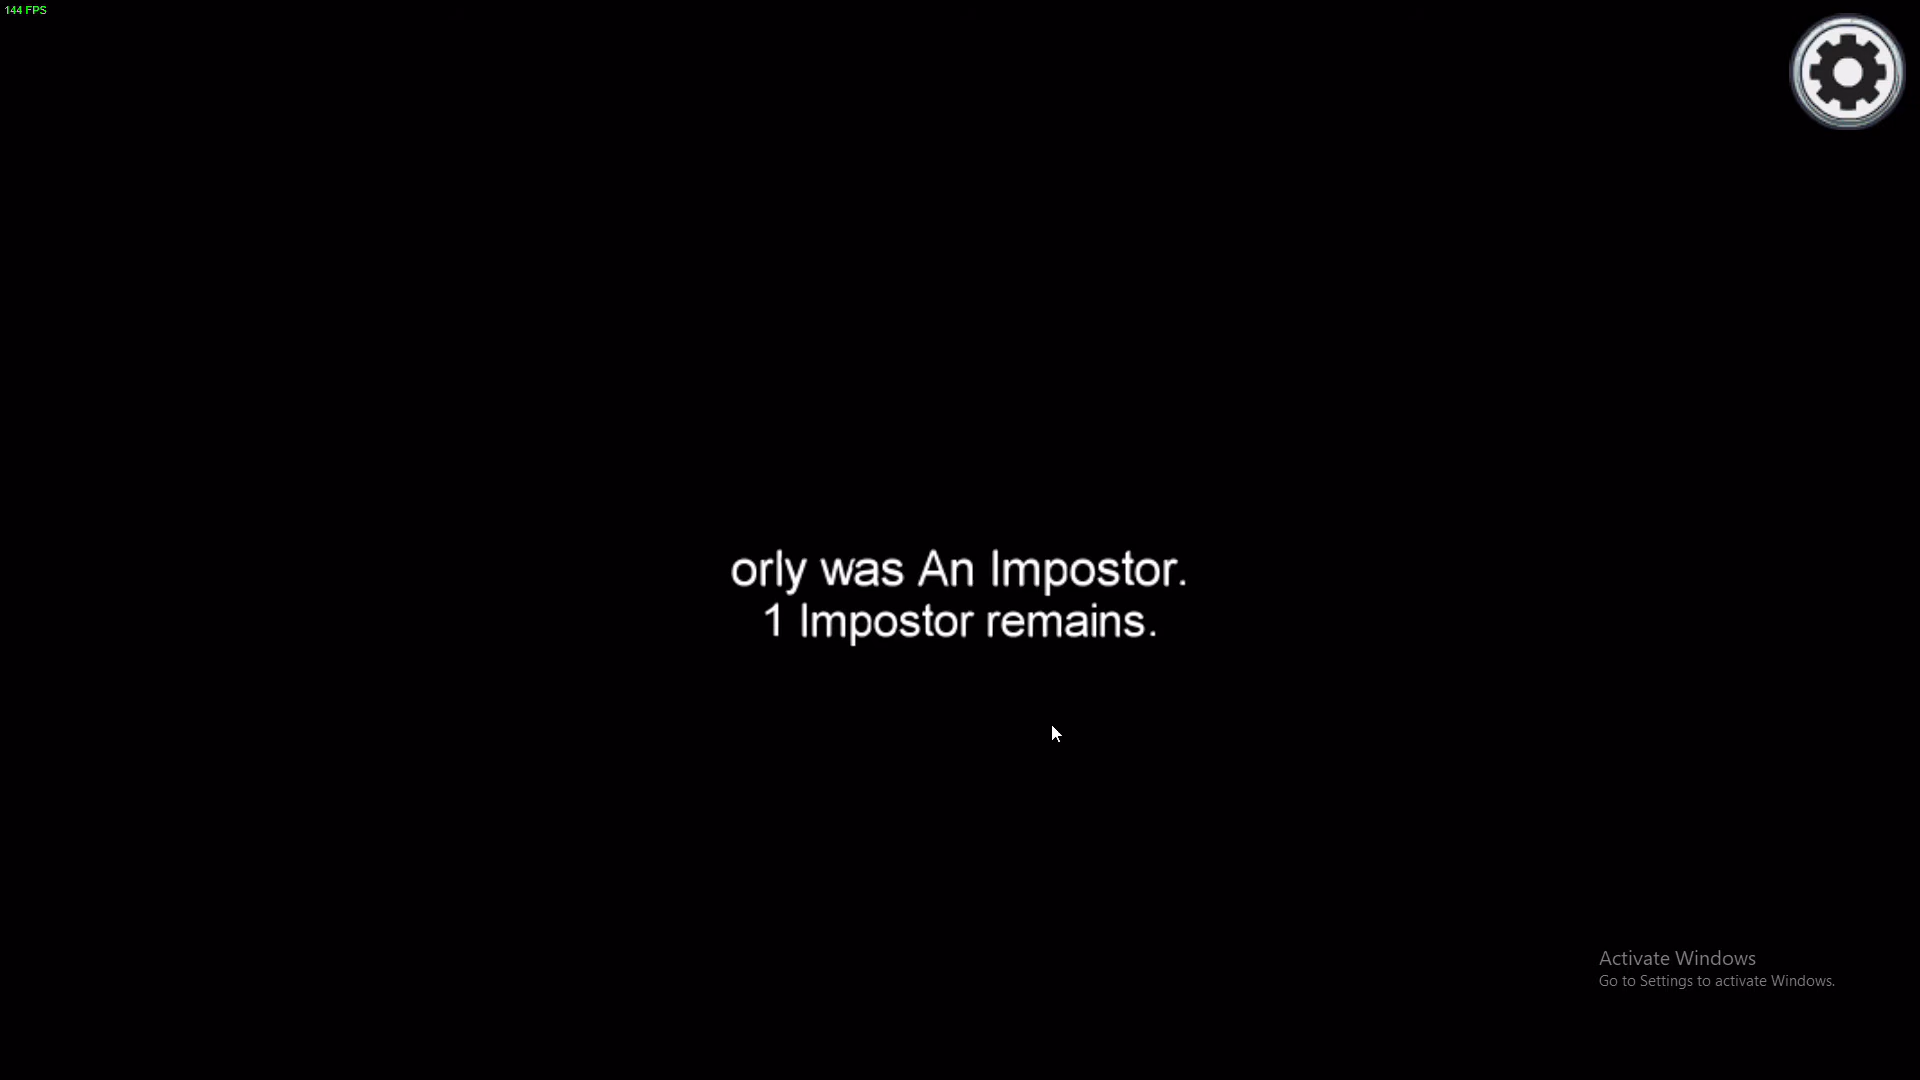 144 FPS
orly was An Impostor.
1 Impostor remains.
Activate Windows
Go to Settings to activate Windows.